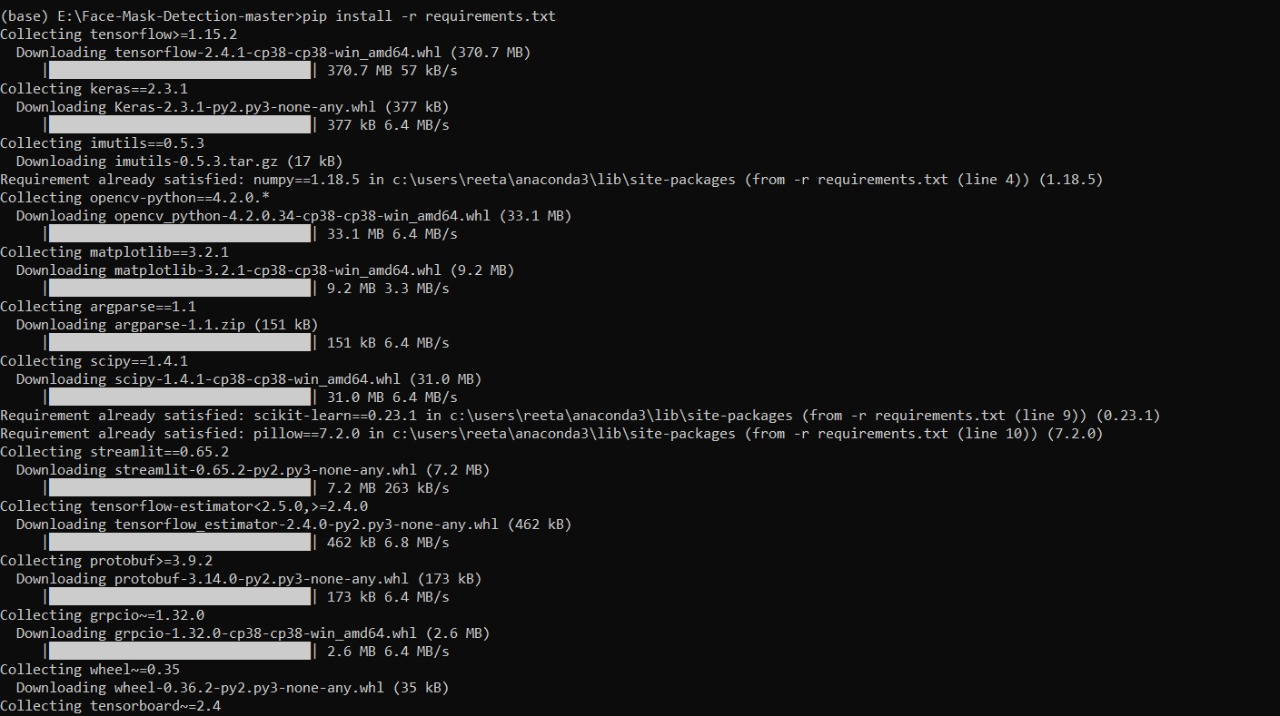 (base) E:\Face-Mask-Detection-master>pip install -r requirements.txt
Collecting tensorflow>=1.15.2
Downloading tensorflow-2.4.1-cp38-cp38-win_amd64.whl (370.7 MB)
| | 370.7 MB 57 kB/s
Collecting keras==2.3.1
Downloading Keras-2.3.1-py2.py3-none-any.whl (377 kB)
| | 377 kB 6.4 MB/s
Collecting imutils==0.5.3
Downloading imutils-0.5.3.tar.gz (17 kB)
Requirement already satisfied: numpy==1.18.5 in c:\users\reeta\anaconda3\lib\site-packages (from -r requirements.txt (line 4)) (1.18.5)
Collecting opencv-python==4.2.0.*
Downloading opencv_python-4.2.0.34-cp38-cp38-win_amd64.whl (33.1 MB)
| | 33.1 MB 6.4 MB/s
Collecting matplotlib==3.2.1
Downloading matplotlib-3.2.1-cp38-cp38-win_amd64.whl (9.2 MB)
| | 9.2 MB 3.3 MB/s
Collecting argparse==1.1
Downloading argparse-1.1.zip (151 kB)
| | 151 kB 6.4 MB/s
Collecting scipy==1.4.1
Downloading scipy-1.4.1-cp38-cp38-win_amd64.whl (31.0 MB)
| | 31.0 MB 6.4 MB/s
Requirement already satisfied: scikit-learn==0.23.1 in c:\users\reeta\anaconda3\lib\site-packages (from -r requirements.txt (line 9)) (0.23.1)
Requirement already satisfied: pillow==7.2.0 in c:\users\reeta\anaconda3\lib\site-packages (from -r requirements.txt (line 10)) (7.2.0)
Collecting streamlit==0.65.2
Downloading streamlit-0.65.2-py2.py3-none-any.whl (7.2 MB)
| | 7.2 MB 263 kB/s
Collecting tensorflow-estimator<2.5.0,>=2.4.0
Downloading tensorflow_estimator-2.4.0-py2.py3-none-any.whl (462 kB)
| | 462 kB 6.8 MB/s
Collecting protobuf>=3.9.2
Downloading protobuf-3.14.0-py2.py3-none-any.whl (173 kB)
| | 173 kB 6.4 MB/s
Collecting grpcio~=1.32.0
Downloading grpcio-1.32.0-cp38-cp38-win_amd64.whl (2.6 MB)
| | 2.6 MB 6.4 MB/s
Collecting wheel~=0.35
Downloading wheel-0.36.2-py2.py3-none-any.whl (35 kB)
Collecting tensorboard~=2.4